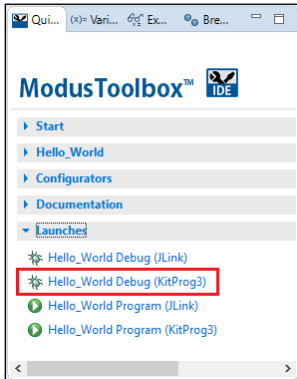 Qui... (x)= Vari... Ex... Bre...
ModusToolbox™ IDE
Start
Hello_World
Configurators
Documentation
Launches
Hello_World Debug (JLink)
Hello_World Debug (KitProg3)
Hello_World Program (JLink)
Hello_World Program (KitProg3)